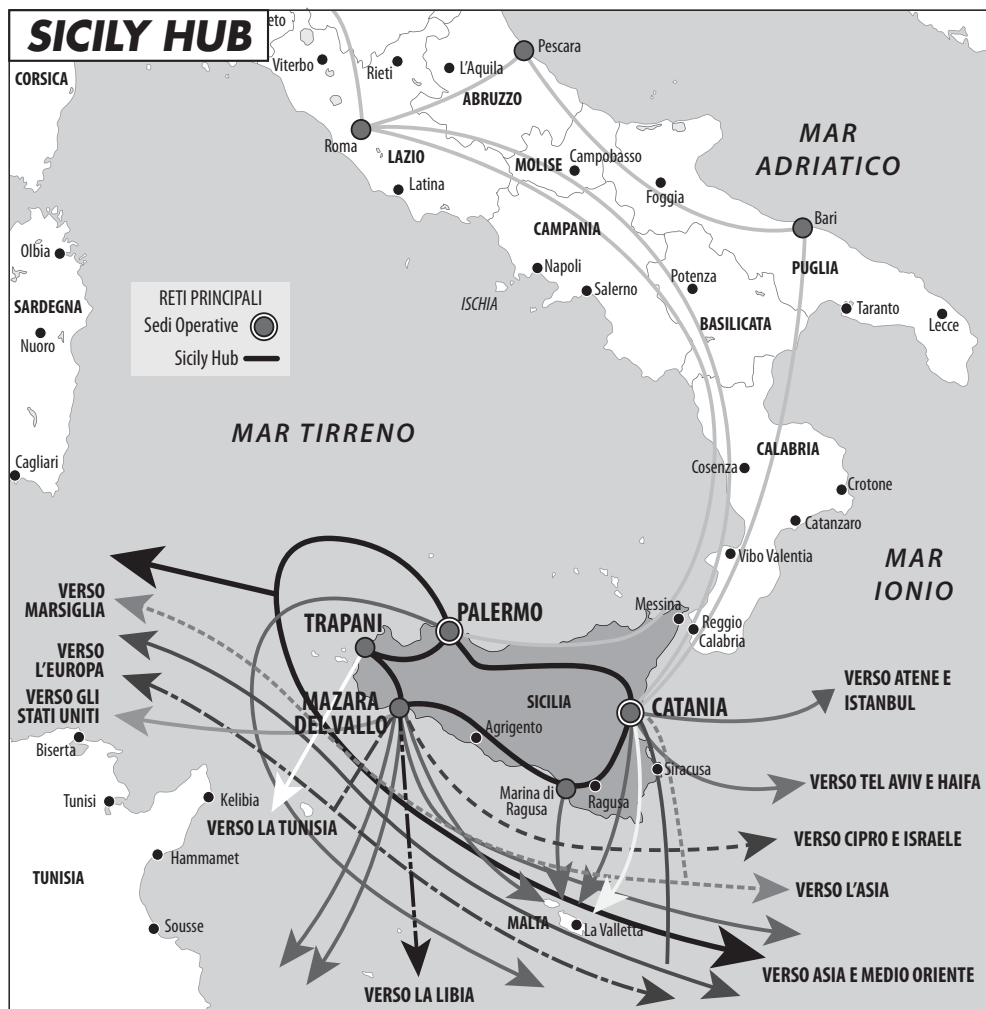 SICILY HUB
eto
Pescara
Viterbo
Rieti
L'Aquila
CORSICA
ABRUZZO
Roma
LAZIO
MAR
ADRIATICO
MOLISE
Campobasso
Latina
Foggia
CAMPANIA
Bari
Olbia
Napoli
PUGLIA
Potenza
RETI PRINCIPALI
Sedi Operative
Sicily Hub
ISCHIA
Salerno
SARDEGNA
Taranto
Lecce
BASILICATA
Nuoro
MAR TIRRENO
CALABRIA
Cagliari
Cosenza
Crotone
Catanzaro
Vibo Valentia
MAR
IONIO
VERSO
MARSIGLIA
Messina
PALERMO
TRAPANI
Reggio
Calabria
VERSO
L'EUROPA
VERSO ATENE E
ISTANBUL
VERSO GLI
STATI UNITI
MAZARA
DEL VALLO
SICILIA
CATANIA
Agrigento
Biserta
Siracusa
VERSO TEL AVIV E HAIFA
Tunisi
Kelibia
Marina di
Ragusa
Ragusa
VERSO LA TUNISIA
VERSO CIPRO E ISRAELE
Hammamet
TUNISIA
VERSO L'ASIA
Sousse
MALTA
La Valletta
VERSO ASIA E MEDIO ORIENTE
VERSO LA LIBIA